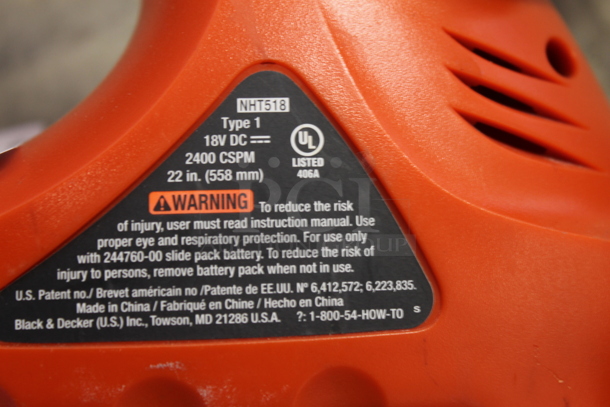 NHT518
Type 1
18V DC
2400 CSPM
22 in. (558 mm)
UL
LISTED
406A
WARNING To reduce the risk
of injury, user must read instruction manual. Use
proper eye and respiratory protection. For use only
with 244760-00 slide pack battery. To reduce the risk of
injury to persons, remove battery pack when not in use.
U.S. Patent no./ Brevet américain no /Patente de EE.UU. Nº 6,412,572; 6,223,835.
Made in China / Fabriqué en Chine / Hecho en China
Black & Decker (U.S.) Inc., Towson, MD 21286 U.S.A. ?: 1-800-54-HOW-TO s